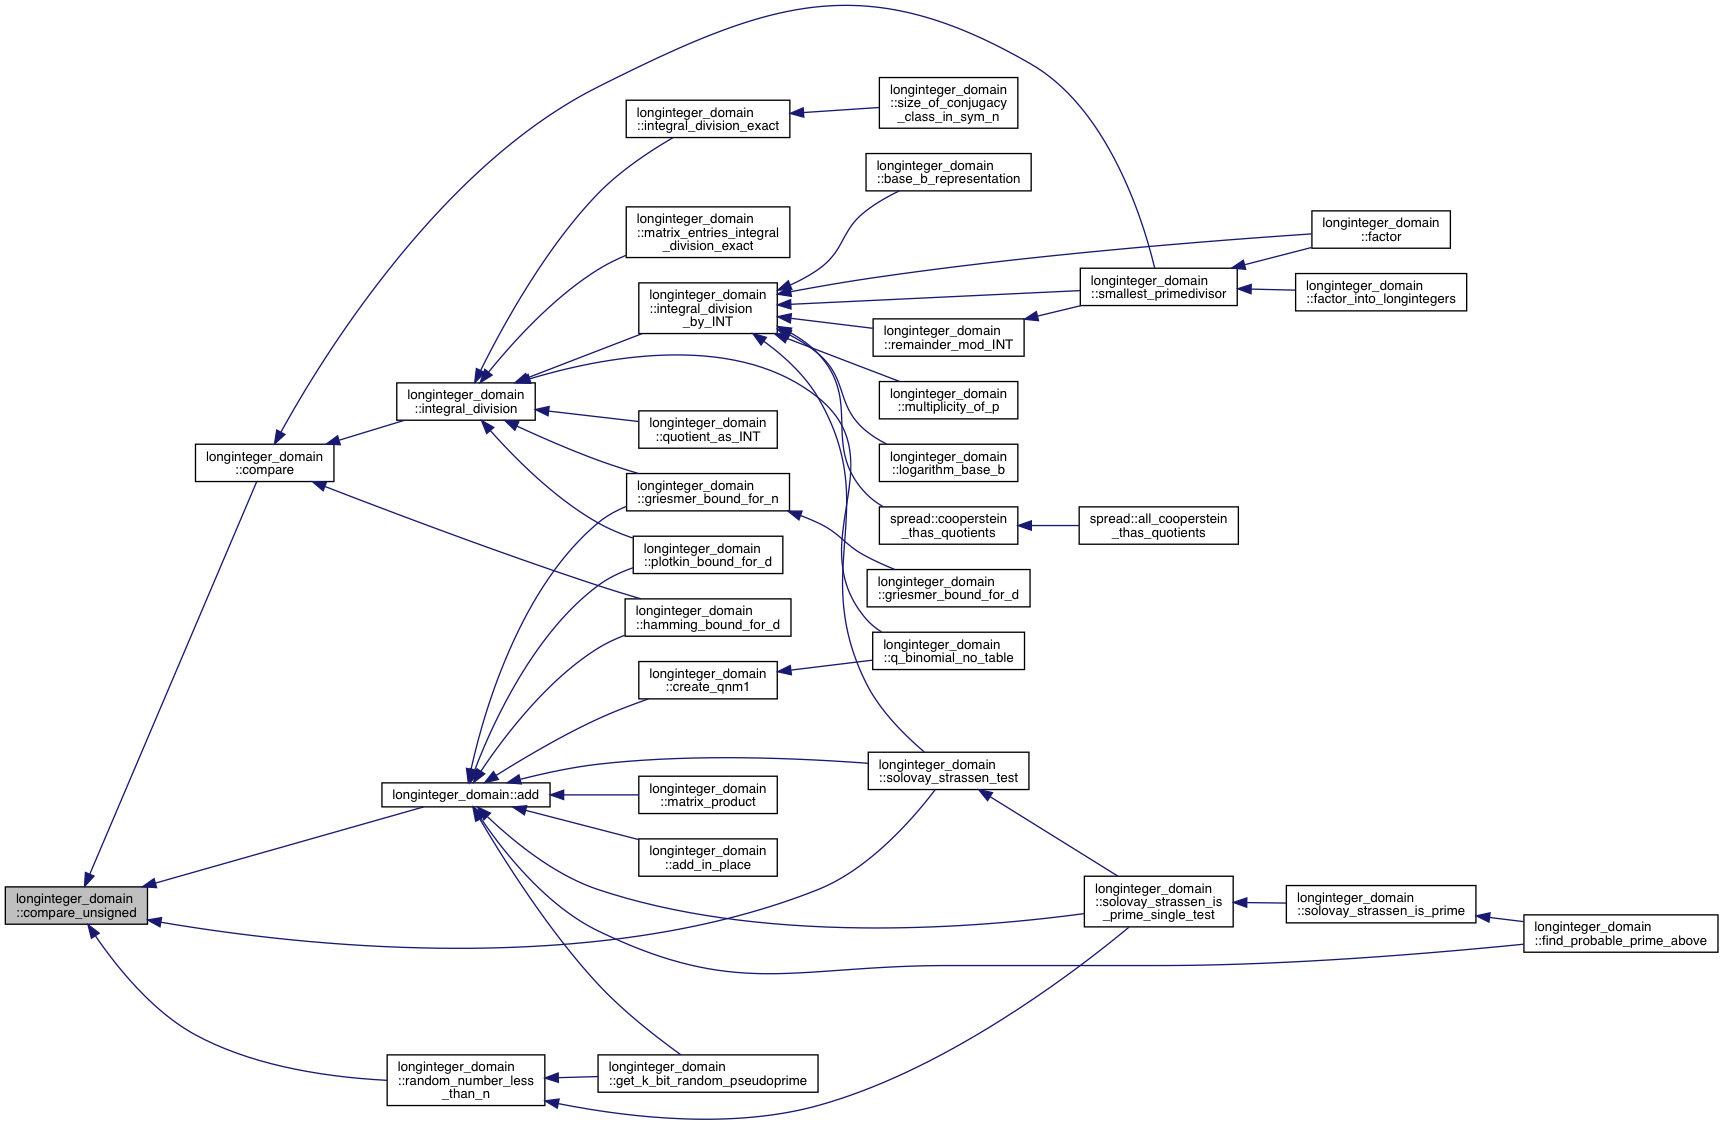 longinteger_domain
::size_of_conjugacy
_class_in_sym_n
longinteger_domain
::integral_division_exact
longinteger_domain
::base_b_representation
longinteger_domain
::matrix_entries_integral
_division_exact
longinteger_domain
::factor
longinteger_domain
::smallest_primedivisor
longinteger_domain
::factor_into_longintegers
longinteger_domain
::integral_division
_by_INT
longinteger_domain
::remainder_mod_INT
longinteger_domain
::integral_division
longinteger_domain
::multiplicity_of_p
longinteger_domain
::quotient_as_INT
longinteger_domain
::compare
longinteger_domain
::logarithm_base_b
longinteger_domain
::griesmer_bound_for_n
spread::cooperstein
_thas_quotients
spread::all_cooperstein
_thas_quotients
longinteger_domain
::plotkin_bound_for_d
longinteger_domain
::griesmer_bound_for_d
longinteger_domain
::hamming_bound_for_d
longinteger_domain
::q_binomial_no_table
longinteger_domain
::create_qnm1
longinteger_domain
::solovay_strassen_test
longinteger_domain::add
longinteger_domain
::matrix_product
longinteger_domain
::add_in_place
longinteger_domain
::compare_unsigned
longinteger_domain
::solovay_strassen_is
_prime_single_test
longinteger_domain
::solovay_strassen_is_prime
longinteger_domain
::find_probable_prime_above
longinteger_domain
::random_number_less
_than_n
longinteger_domain
::get_k_bit_random_pseudoprime